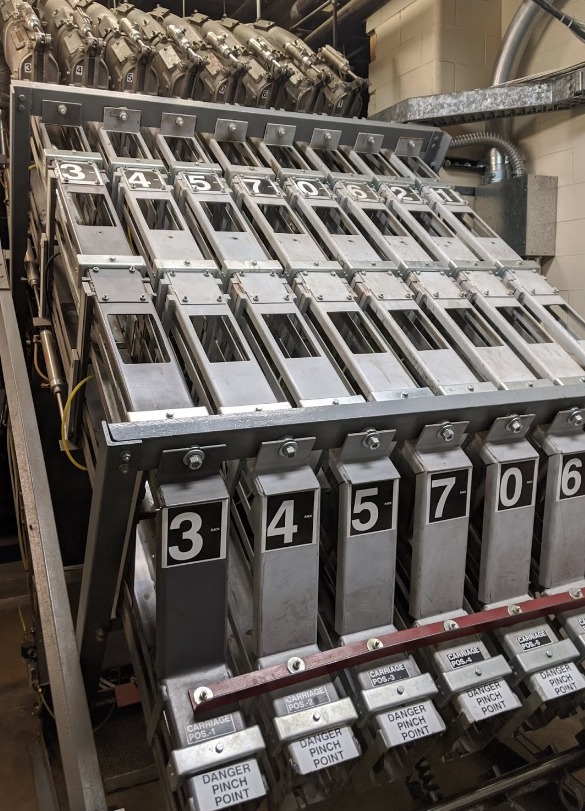 3 4 5 7 0 6 2 11
3 4 5 7 0 6
CARRIAGE
POS.-1
DANGER
PINCH
POINT
CARRIAGE
POS.-2
DANGER
PINCH
POINT
CARRIAGE
POS.-3
DANGER
PINCH
POINT
CARRIAGE
POS.-4
DANGER
PINCH
POINT
CARRIAGE
POS.-5
DANGER
PINCH
POINT